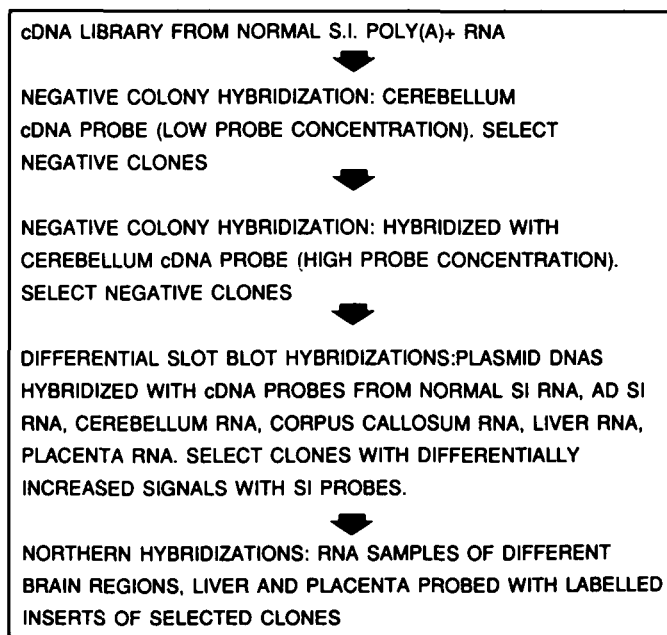 cDNA LIBRARY FROM NORMAL S.I. POLY(A)+ RNA
NEGATIVE COLONY HYBRIDIZATION: CEREBELLUM
cDNA PROBE (LOW PROBE CONCENTRATION). SELECT
NEGATIVE CLONES
NEGATIVE COLONY HYBRIDIZATION: HYBRIDIZED WITH
CEREBELLUM cDNA PROBE (HIGH PROBE CONCENTRATION).
SELECT NEGATIVE CLONES
DIFFERENTIAL SLOT BLOT HYBRIDIZATIONS:PLASMID DNAS
HYBRIDIZED WITH cDNA PROBES FROM NORMAL SI RNA, AD SI
RNA, CEREBELLUM RNA, CORPUS CALLOSUM RNA, LIVER RNA,
PLACENTA RNA. SELECT CLONES WITH DIFFERENTIALLY
INCREASED SIGNALS WITH SI PROBES.
NORTHERN HYBRIDIZATIONS: RNA SAMPLES OF DIFFERENT
BRAIN REGIONS, LIVER AND PLACENTA PROBED WITH LABELLED
INSERTS OF SELECTED CLONES